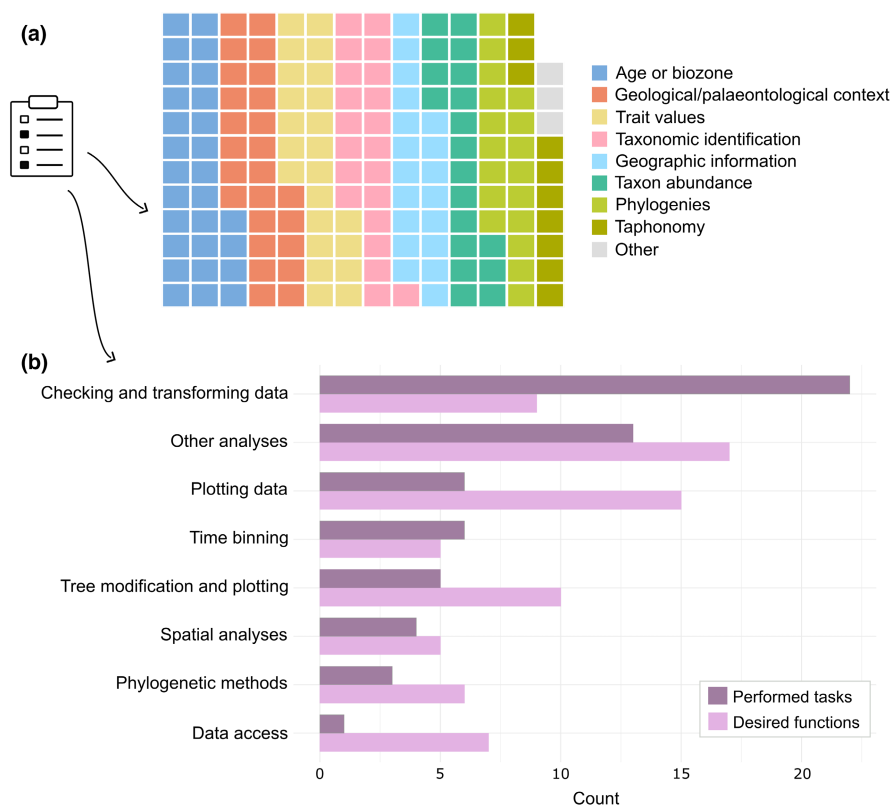 (a)
Age or biozone
Geological/palaeontological context
Trait values
Taxonomic identification
Geographic information
Taxon abundance
Phylogenies
Taphonomy
Other
(b)
Checking and transforming data
Other analyses
Plotting data
Time binning
Tree modification and plotting
Spatial analyses
Phylogenetic methods
Data access
Performed tasks
Desired functions
0 5 10 15 20
Count